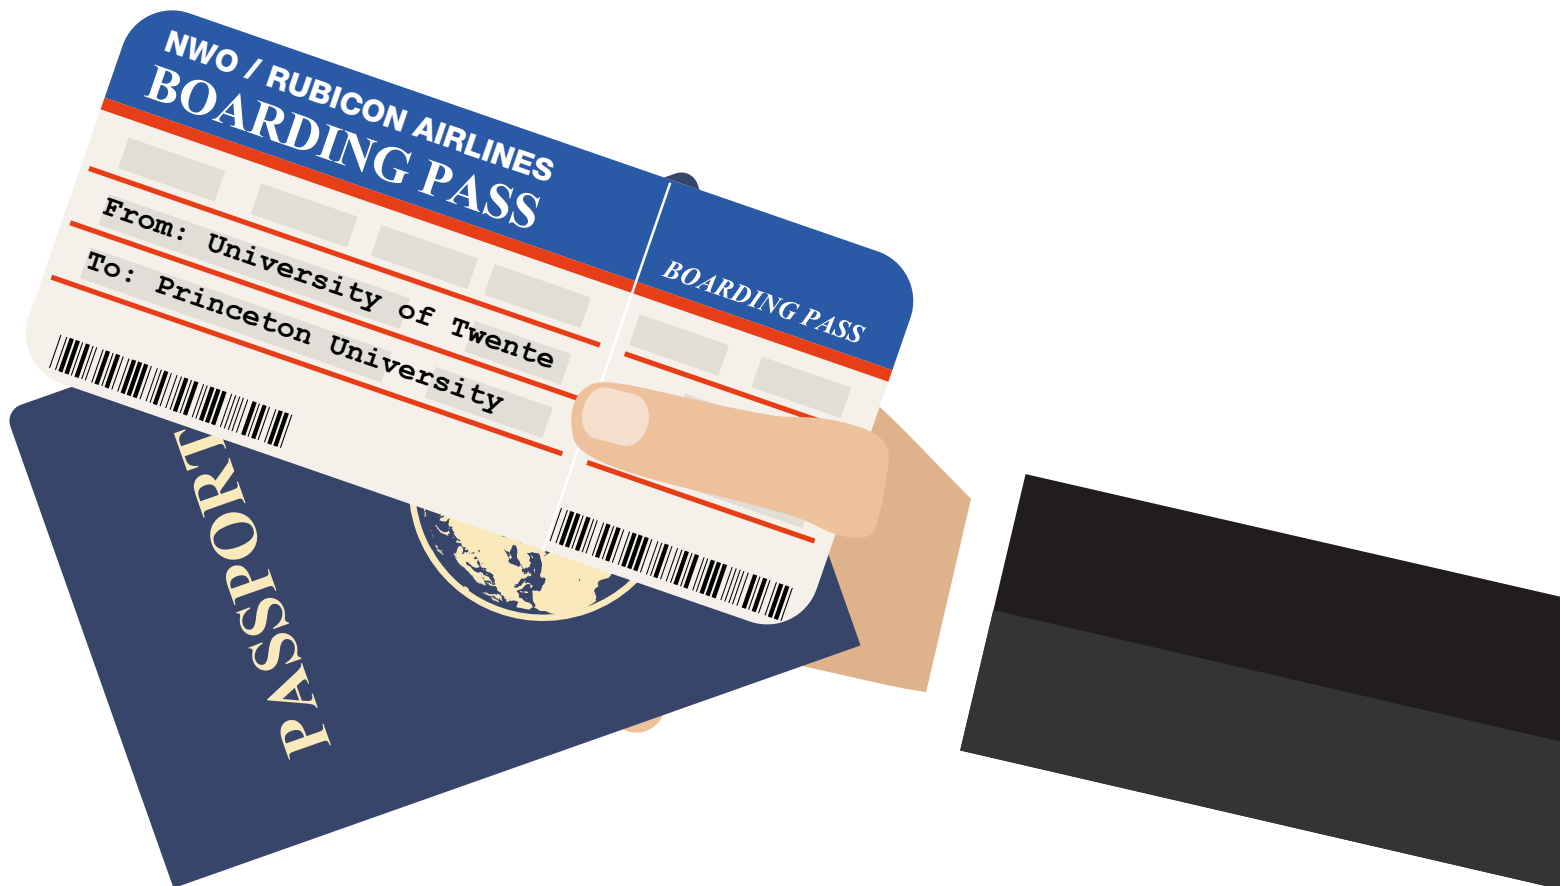 NWO / RUBICON AIRLINES
BOARDING PASS
From: University of Twente
To: Princeton University
BOARDING PASS
PASSPORT